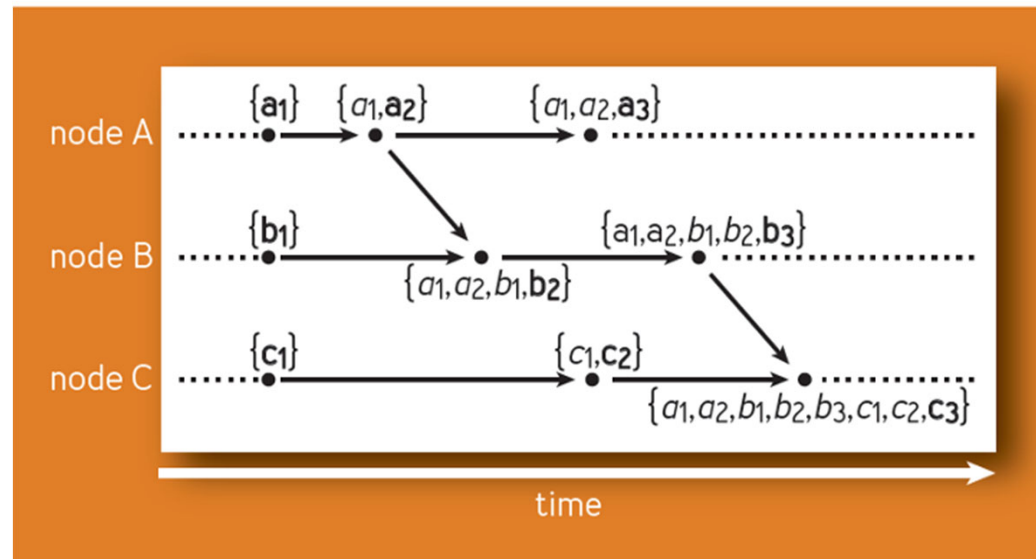 {a1} {a1,a2} {a1,a2,a3}
node A
{b1} {a1,a2,b1,b2,b3}
node B
{a1,a2,b1,b2}
{c1} {c1,c2}
node C
{a1,a2,b1,b2,b3,c1,c2,c3}
time